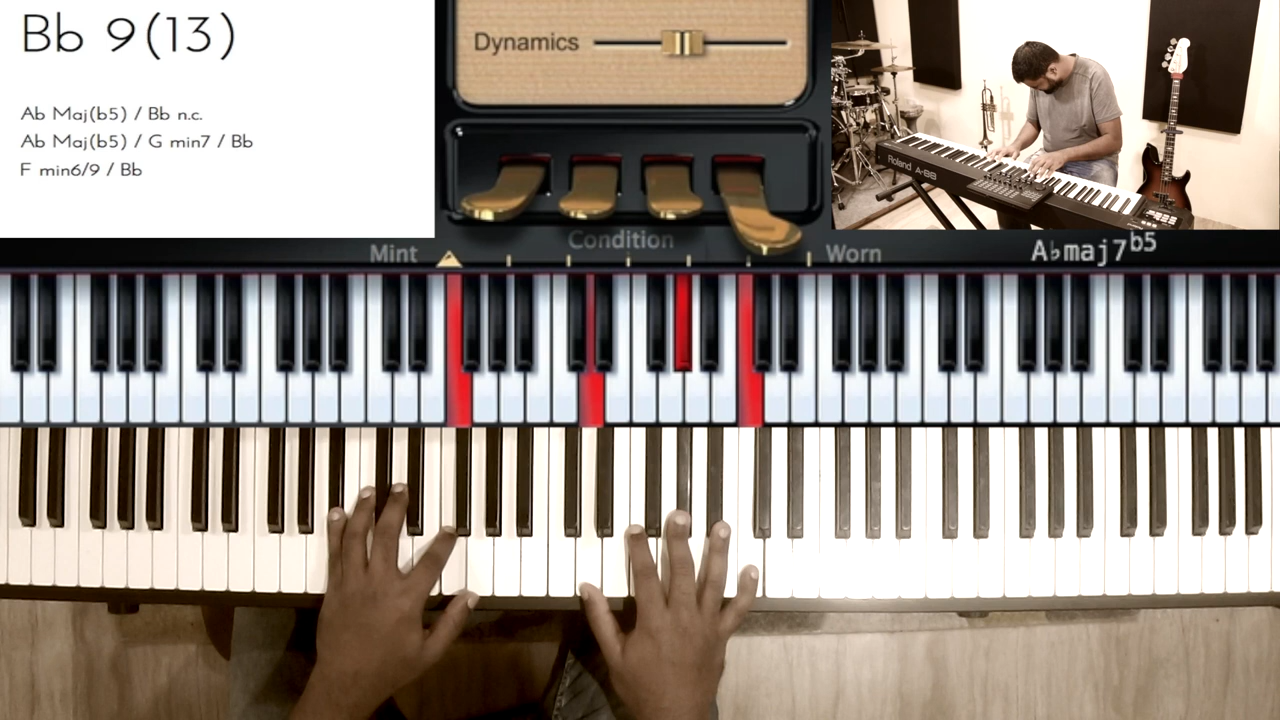 Bb 9(13)
Ab Maj(b5) / Bb n.c.
Ab Maj(b5) / G min7 / Bb
F min6/9 / Bb
Dynamics
Roland A-88
Mint
Condition
Worn
A♭maj7b5